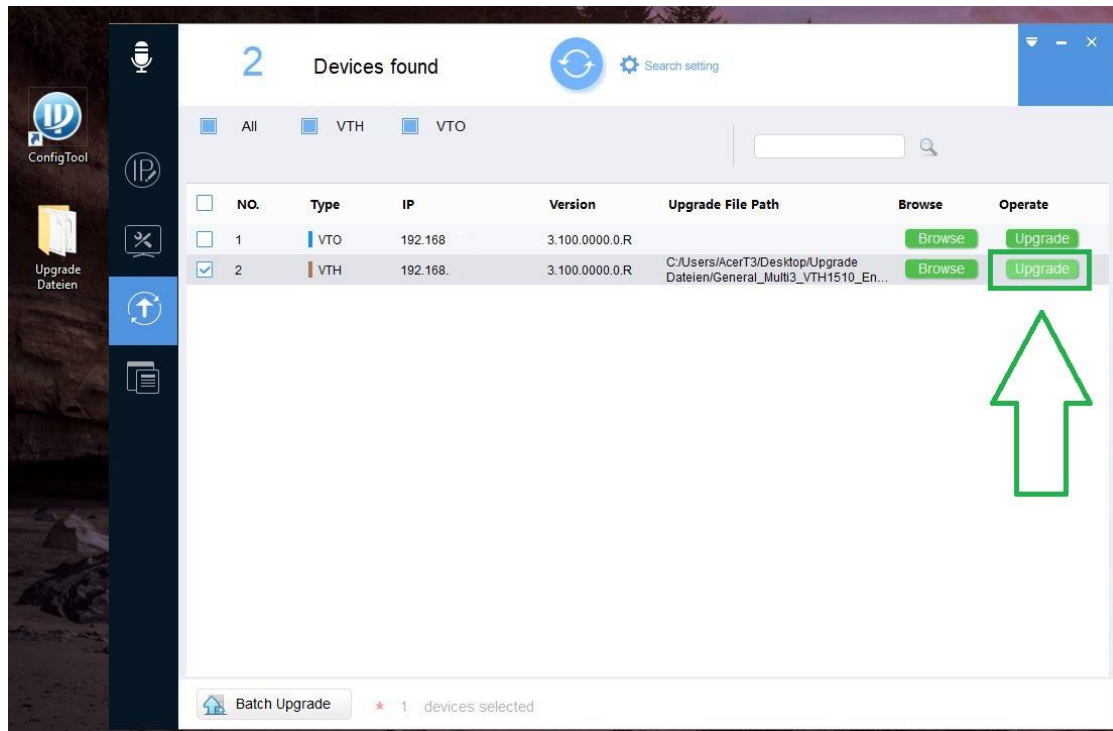 2 Devices found
Search setting
ConfigTool
All VTH VTO
NO. Type IP Version Upgrade File Path Browse Operate
1 VTO 192.168 3.100.0000.0.R Browse Upgrade
Upgrade
Dateien
2 VTH 192.168. 3.100.0000.0.R C:/Users/AcerT3/Desktop/Upgrade
Dateien/General_Multi3_VTH1510_En... Browse Upgrade
Batch Upgrade * 1 devices selected